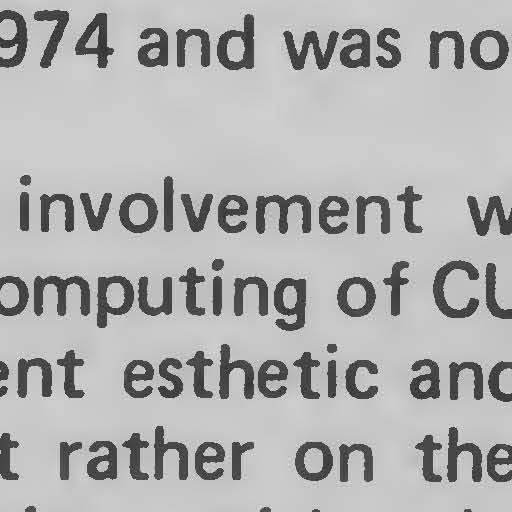 974 and was no
involvement w
omputing of CU
ent esthetic and
t rather on the